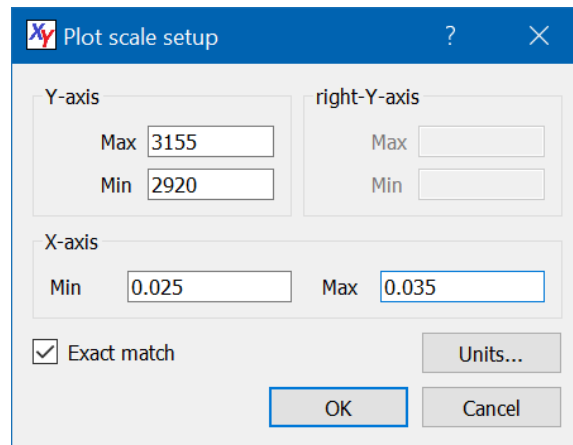 XY Plot scale setup ?
Y-axis
Max 3155
Min 2920
right-Y-axis
Max
Min
X-axis
Min 0.025 Max 0.035
Exact match
Units...
OK Cancel